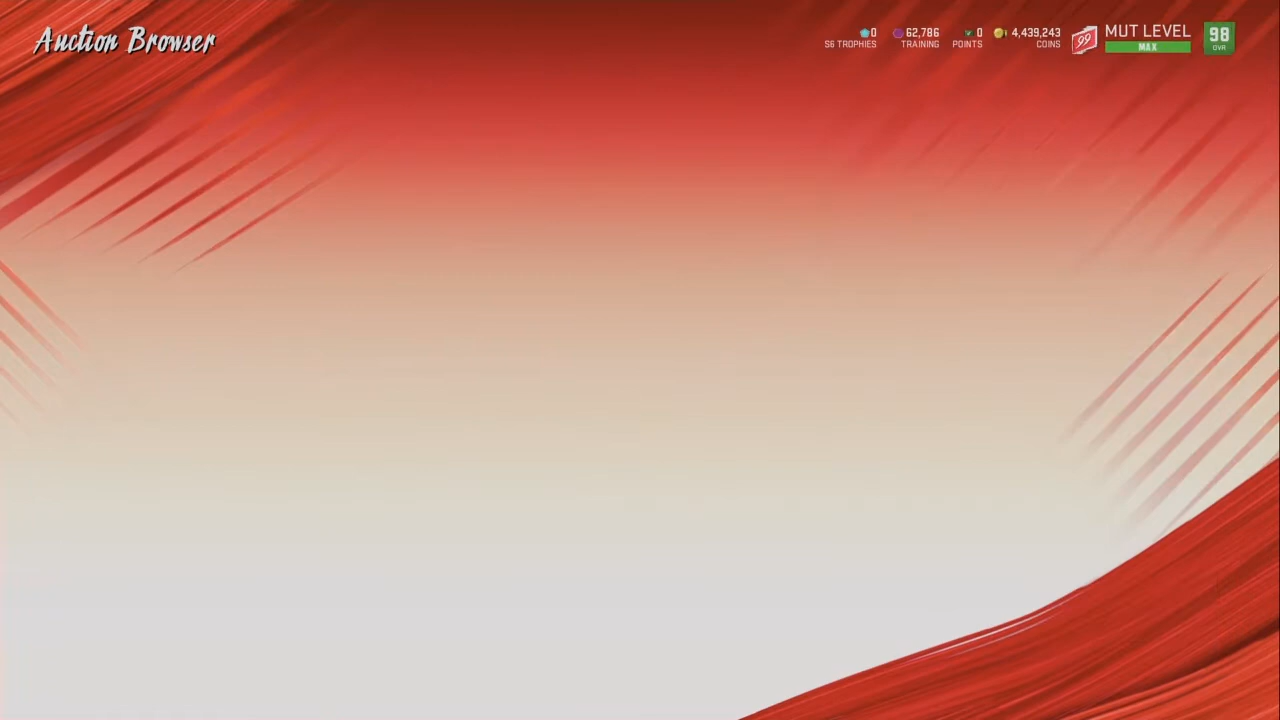 Auction Browser
0
S6 TROPHIES
62,786
TRAINING
0
POINTS
4,439,243
COINS
99
MUT LEVEL
MAX
98
OVR